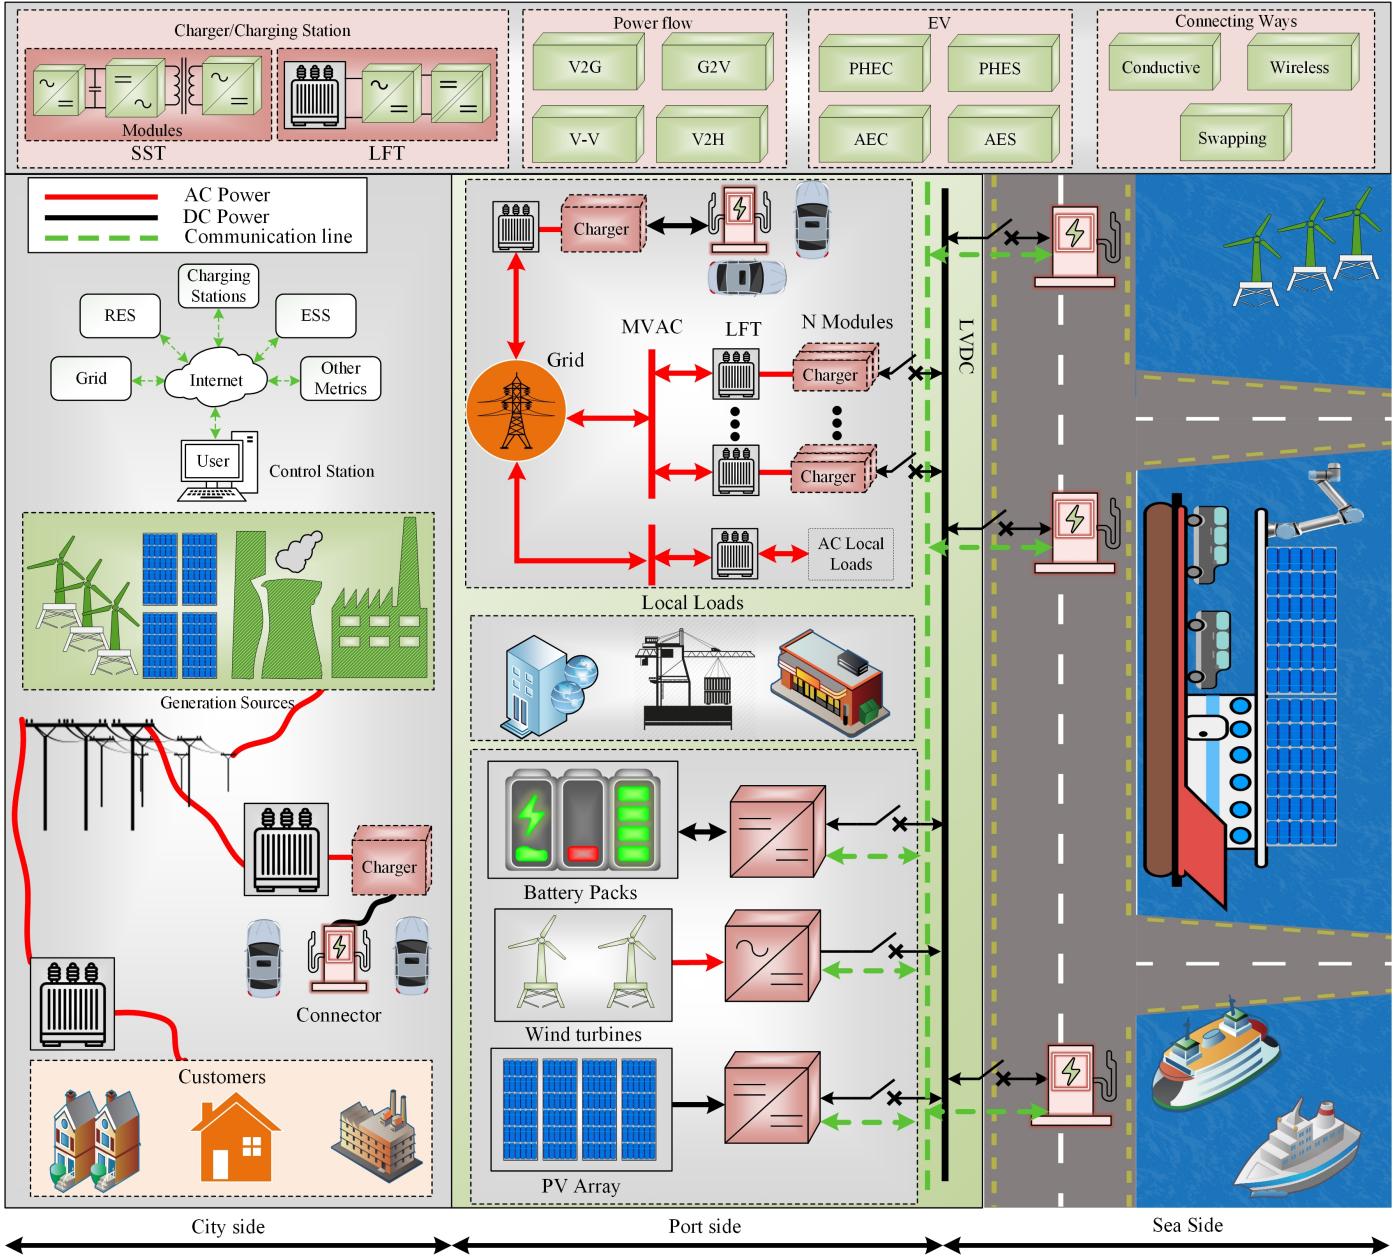 Charger/Charging Station
Modules
SST
LFT
Power flow
V2G
G2V
V-V
V2H
EV
PHEC
PHES
AEC
AES
Connecting Ways
Conductive
Wireless
Swapping
AC Power
DC Power
Communication line
Charging
Stations
RES
ESS
Grid
Internet
Other
Metrics
User
Control Station
Generation Sources
Charger
Connector
Customers
Charger
Grid
MVAC
LFT
N Modules
Charger
Charger
AC Local
Loads
Local Loads
LVDC
Battery Packs
Wind turbines
PV Array
City side
Port side
Sea Side